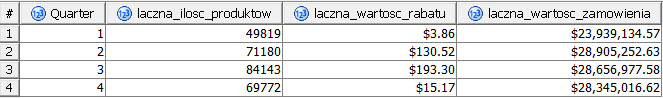 # Quarter laczna_ilosc_produktow laczna_wartosc_rabatu laczna_wartosc_zamowienia
1 1 49819 $3.86 $23,939,134.57
2 2 71180 $130.52 $28,905,252.63
3 3 84143 $193.30 $28,656,977.58
4 4 69772 $15.17 $28,345,016.62